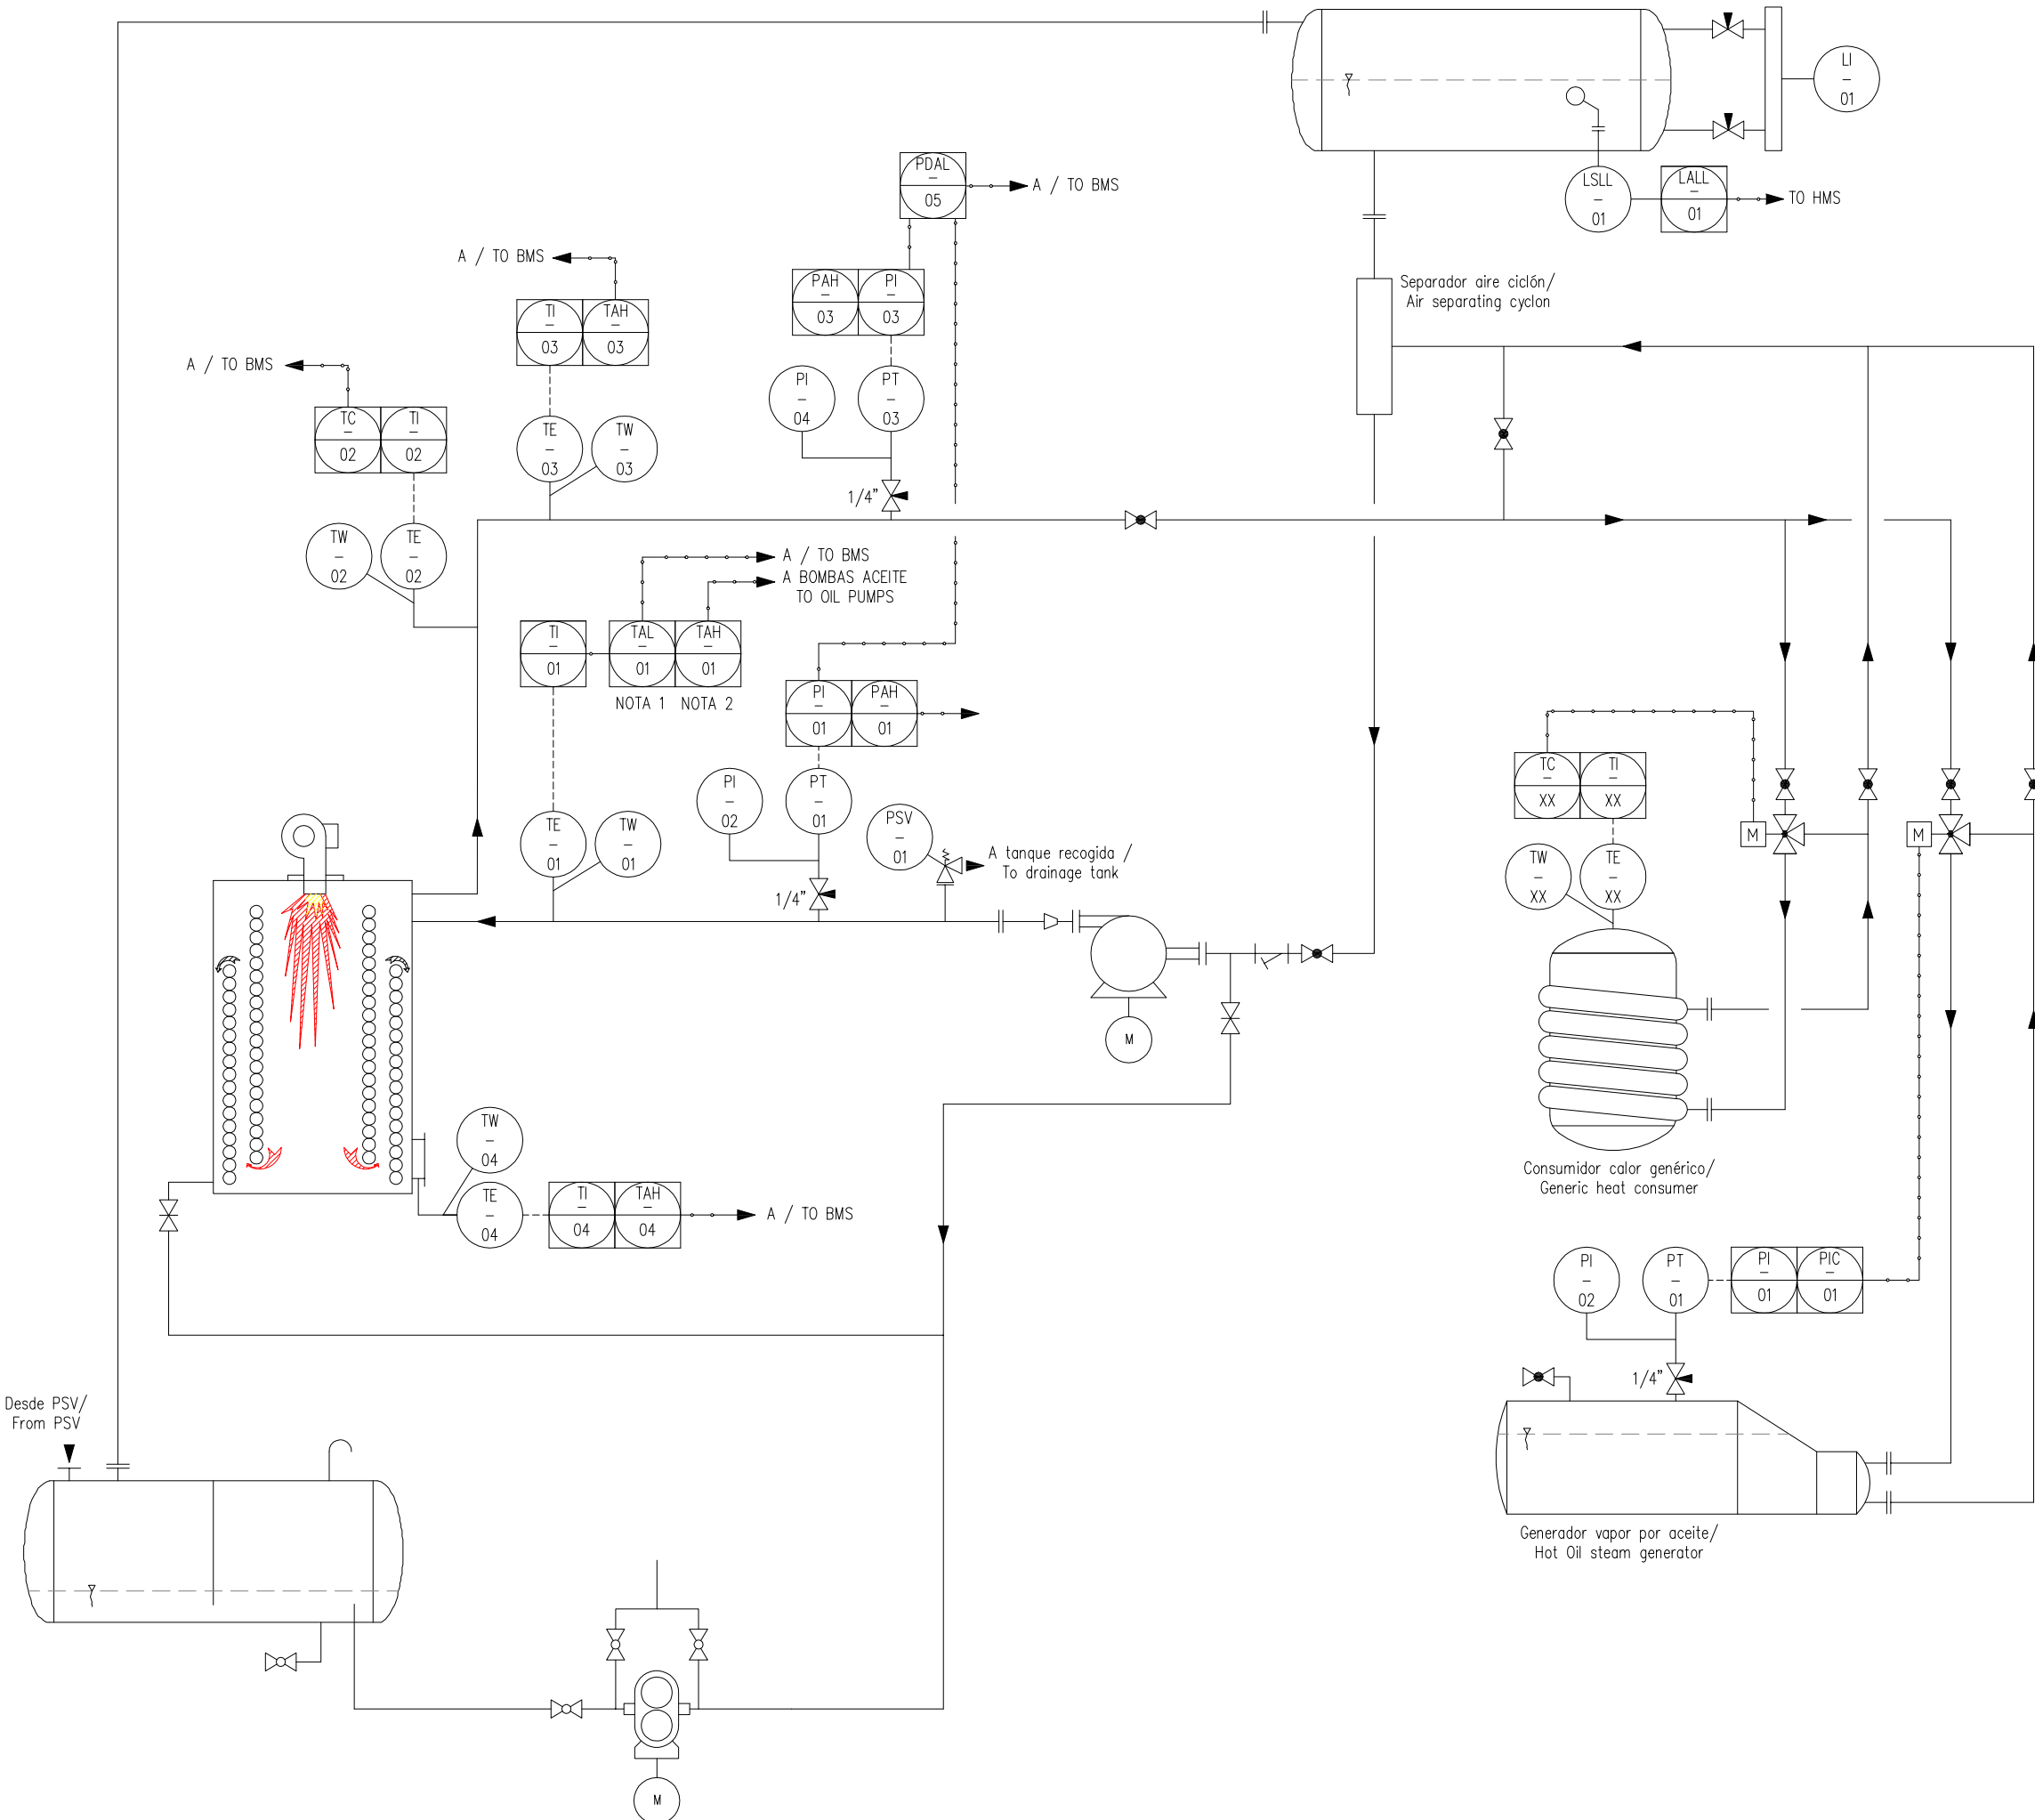 LI
–
01
PDAL
–
05
A / TO BMS
LSLL
–
01
LALL
–
01
TO HMS
A / TO BMS
PAH
–
03
PI
–
03
Separador aire ciclón/
Air separating cyclon
TI
–
03
TAH
–
03
A / TO BMS
PI
–
04
PT
–
03
TC
–
02
TI
–
02
TE
–
03
TW
–
03
1/4”
TW
–
02
TE
–
02
A / TO BMS
A BOMBAS ACEITE
TO OIL PUMPS
TI
–
01
TAL
–
01
TAH
–
01
NOTA 1
NOTA 2
PI
–
01
PAH
–
01
TC
–
XX
TI
–
XX
PI
–
02
PT
–
01
TE
–
01
TW
–
01
PSV
–
01
A tanque recogida /
To drainage tank
1/4”
M
M
TW
–
XX
TE
–
XX
M
TW
–
04
TE
–
04
TI
–
04
TAH
–
04
A / TO BMS
Consumidor calor genérico/
Generic heat consumer
PI
–
02
PT
–
01
PI
–
01
PIC
–
01
1/4”
Desde PSV/
From PSV
Generador vapor por aceite/
Hot Oil steam generator
M